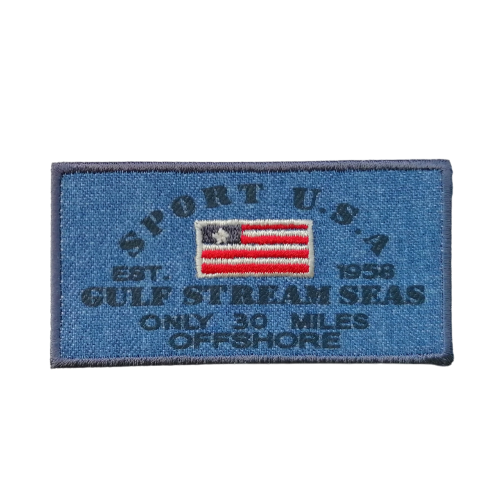 SPORT U.S.A
EST. 1958
GULF STREAM SEAS
ONLY 30 MILES
OFFSHORE